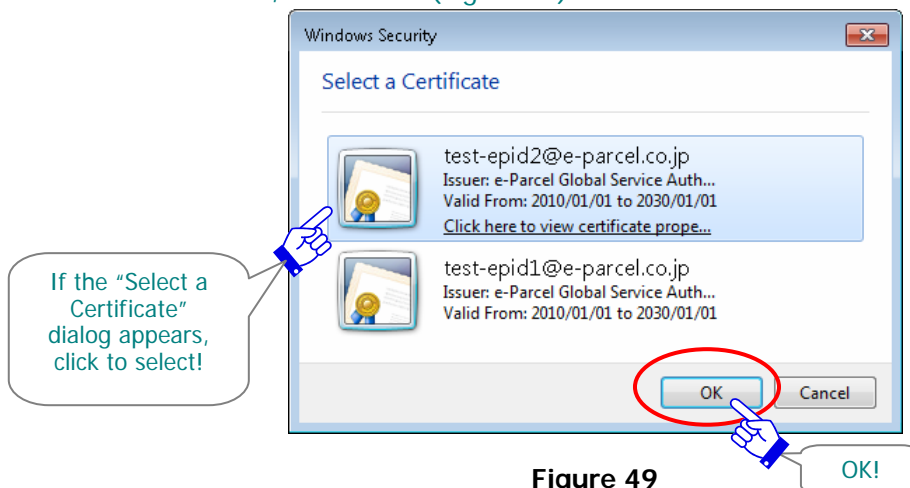 Windows Security
Select a Certificate
test-epid2@e-parcel.co.jp
Issuer: e-Parcel Global Service Auth...
Valid From: 2010/01/01 to 2030/01/01
Click here to view certificate prope...
test-epid1@e-parcel.co.jp
Issuer: e-Parcel Global Service Auth...
Valid From: 2010/01/01 to 2030/01/01
If the "Select a
Certificate"
dialog appears,
click to select!
OK
Cancel
OK!
Figure 49